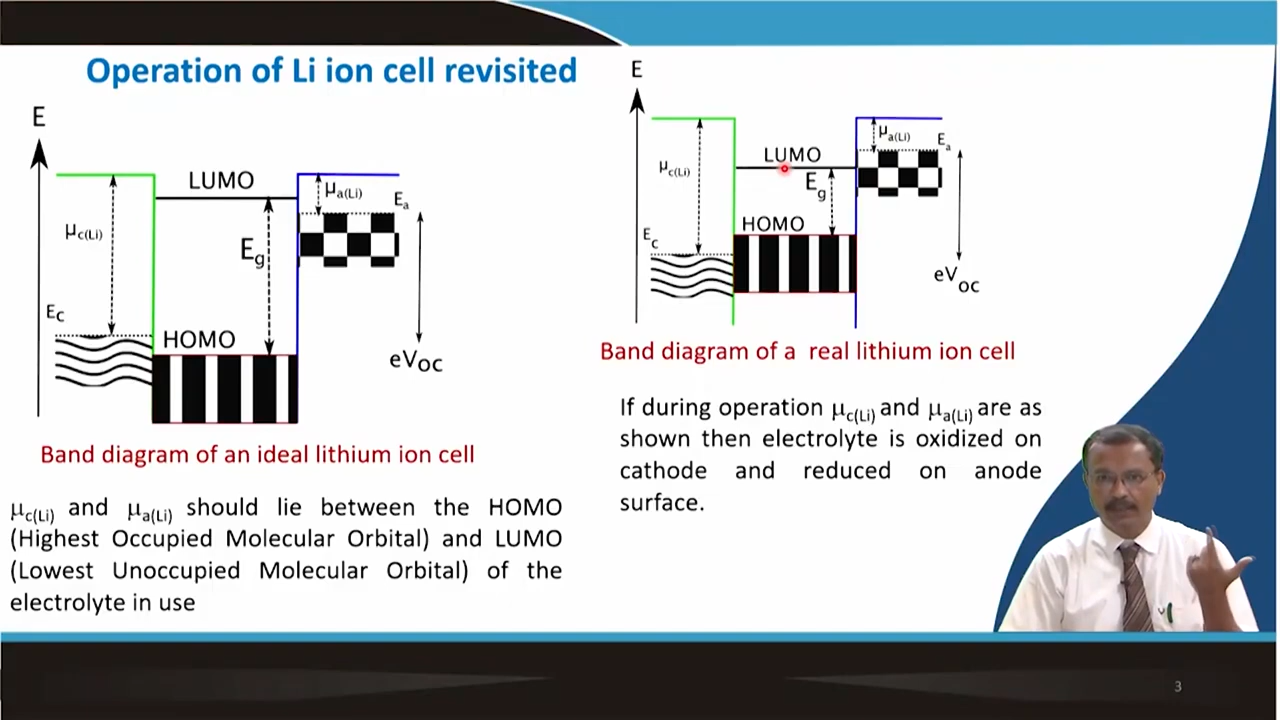 Operation of Li ion cell revisited
E
LUMO
μa(Li)
Ea
μc(Li)
Eg
Ec
HOMO
eVoc
Band diagram of an ideal lithium ion cell
μc(Li) and μa(Li) should lie between the HOMO
(Highest Occupied Molecular Orbital) and LUMO
(Lowest Unoccupied Molecular Orbital) of the
electrolyte in use
E
μa(Li)
Ea
LUMO
μc(Li)
Eg
HOMO
Ec
eVoc
Band diagram of a real lithium ion cell
If during operation μc(Li) and μa(Li) are as
shown then electrolyte is oxidized on
cathode and reduced on anode
surface.
3